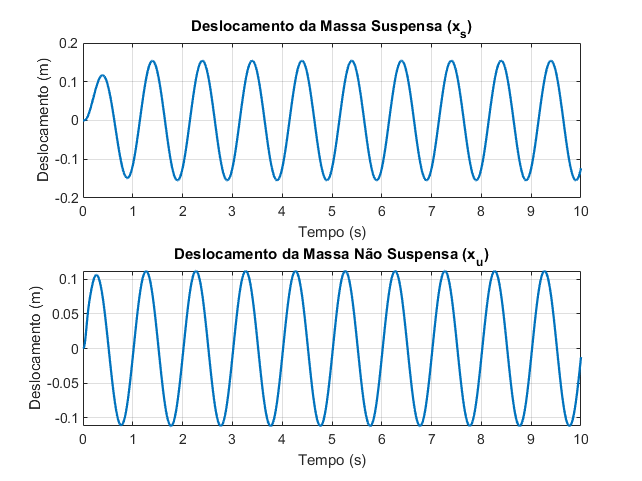 Deslocamento da Massa Suspensa (xs)
0.2
0.1
0
-0.1
-0.2
Deslocamento (m)
0 1 2 3 4 5 6 7 8 9 10
Tempo (s)
Deslocamento da Massa Não Suspensa (xu)
0.1
0.05
0
-0.05
-0.1
Deslocamento (m)
0 1 2 3 4 5 6 7 8 9 10
Tempo (s)